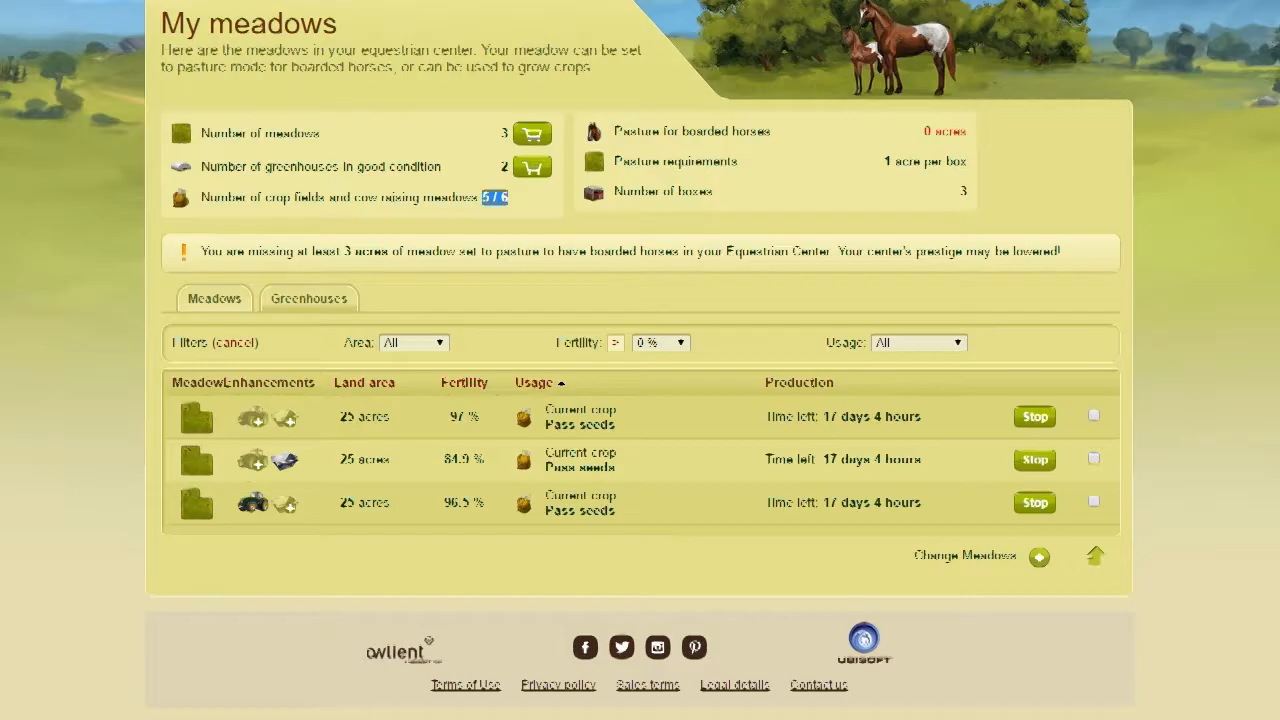 My meadows
Here are the meadows in your equestrian center. Your meadow can be set
to pasture mode for boarded horses, or can be used to grow crops.
Number of meadows 3
Number of greenhouses in good condition 2
Number of crop fields and cow raising meadows 5 / 6
Pasture for boarded horses 0 acres
Pasture requirements 1 acre per box
Number of boxes 3
! You are missing at least 3 acres of meadow set to pasture to have boarded horses in your Equestrian Center. Your center's prestige may be lowered!
Meadows Greenhouses
Filters (cancel) Area: All Fertility: > 0 % Usage: All
Meadow Enhancements Land area Fertility Usage Production
25 acres 97 % Current crop Time left: 17 days 4 hours Stop
Pass seeds
25 acres 84.9 % Current crop Time left: 17 days 4 hours Stop
Pass seeds
25 acres 96.5 % Current crop Time left: 17 days 4 hours Stop
Pass seeds
Change Meadows
owlient UBISOFT
Terms of Use Privacy policy Sales terms Legal details Contact us